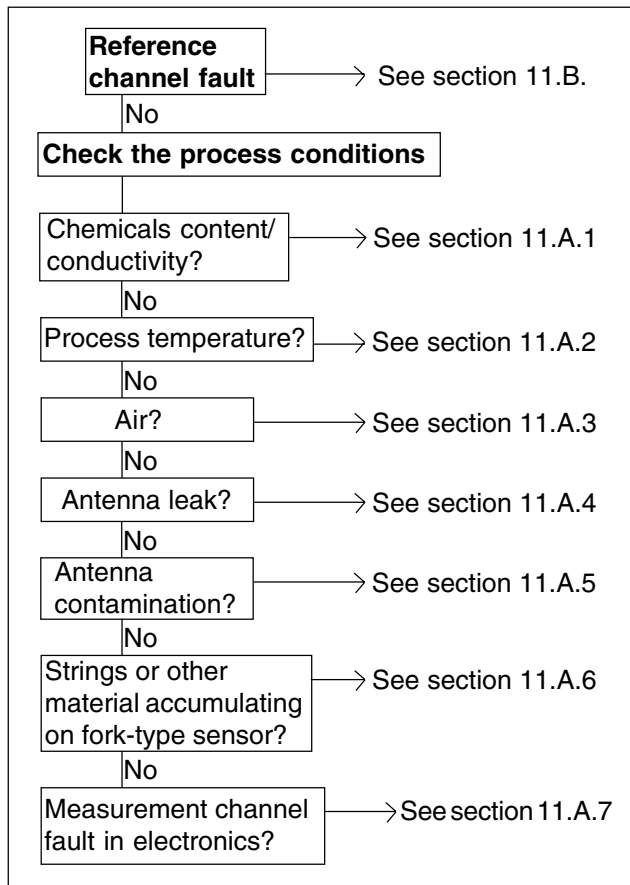 Reference
channel fault
See section 11.B.
No
Check the process conditions
Chemicals content/
conductivity?
See section 11.A.1
No
Process temperature?
See section 11.A.2
No
Air?
See section 11.A.3
No
Antenna leak?
See section 11.A.4
No
Antenna
contamination?
See section 11.A.5
No
Strings or other
material accumulating
on fork-type sensor?
See section 11.A.6
No
Measurement channel
fault in electronics?
See section 11.A.7